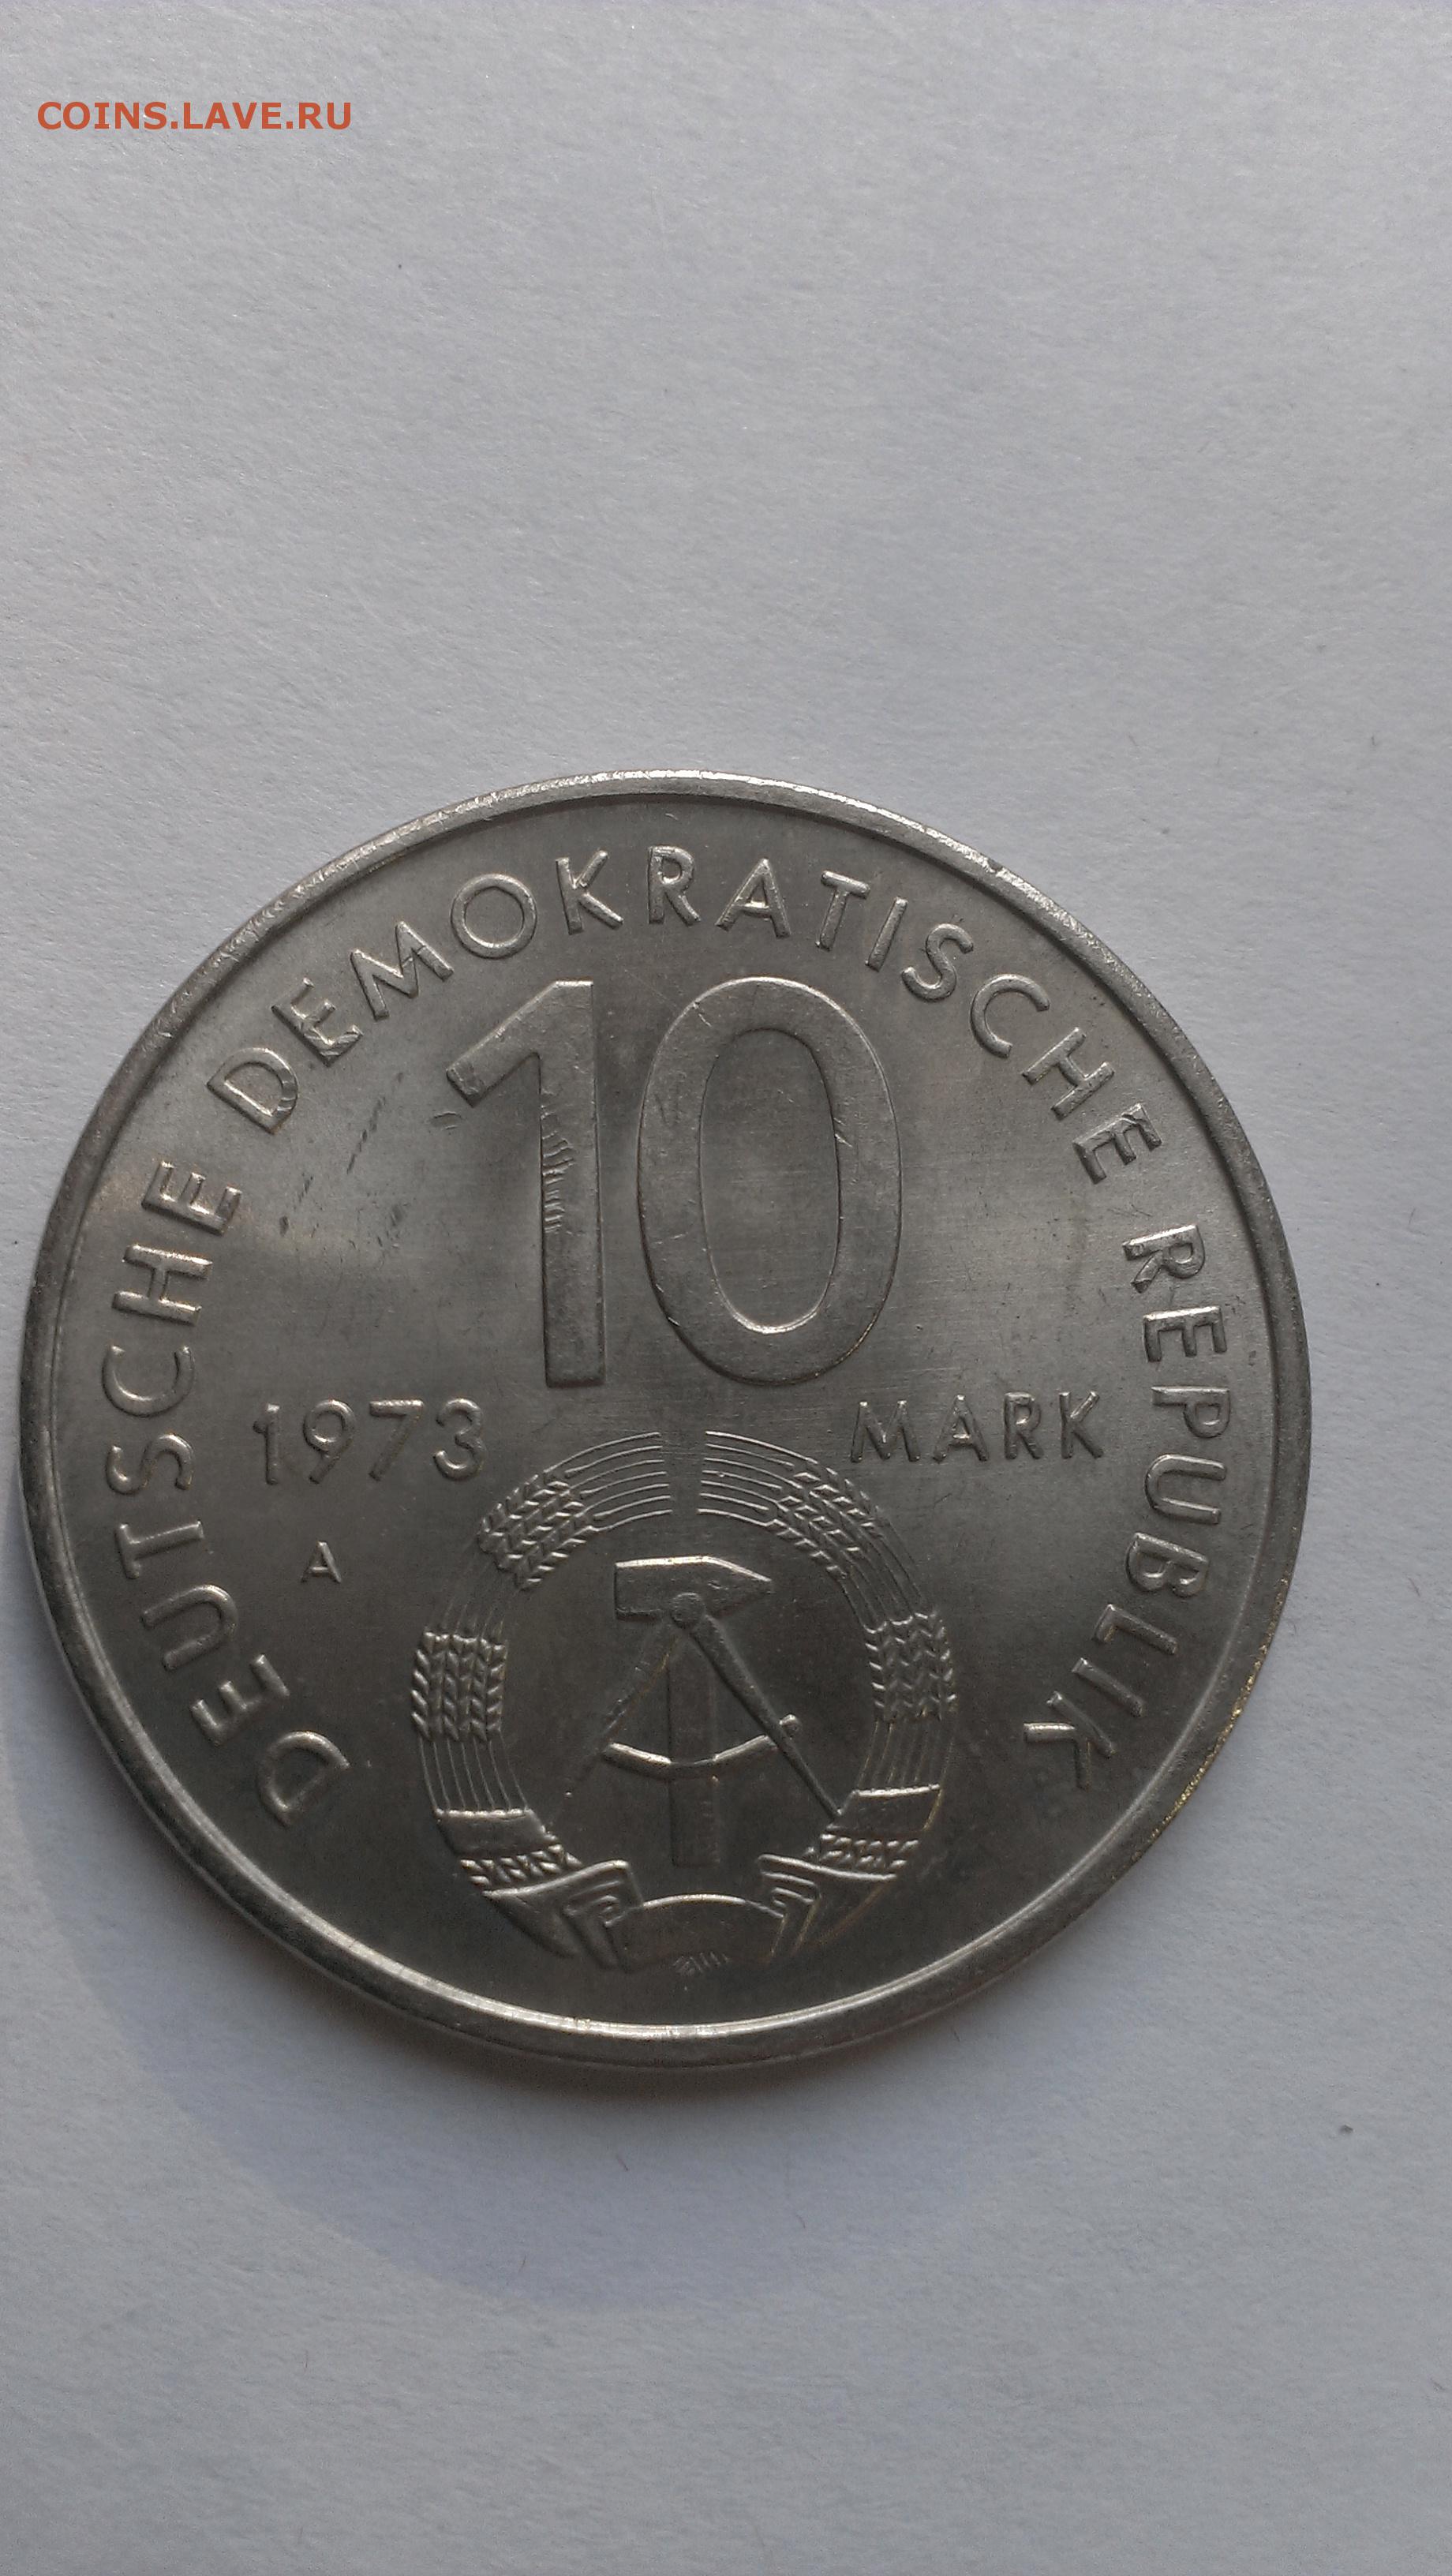 COINS.LAVE.RU
DEUTSCHE DEMOKRATISCHE REPUBLIK
10
1973 MARK
A